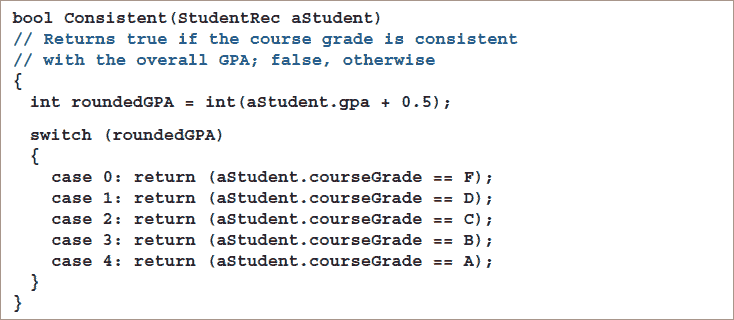 bool Consistent(StudentRec aStudent)
// Returns true if the course grade is consistent
// with the overall GPA; false, otherwise
{
  int roundedGPA = int(aStudent.gpa + 0.5);
  switch (roundedGPA)
  {
    case 0: return (aStudent.courseGrade == F);
    case 1: return (aStudent.courseGrade == D);
    case 2: return (aStudent.courseGrade == C);
    case 3: return (aStudent.courseGrade == B);
    case 4: return (aStudent.courseGrade == A);
  }
}